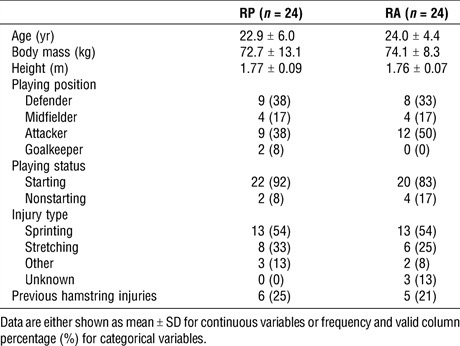 RP (n = 24) RA (n = 24)
Age (yr) 22.9 ± 6.0 24.0 ± 4.4
Body mass (kg) 72.7 ± 13.1 74.1 ± 8.3
Height (m) 1.77 ± 0.09 1.76 ± 0.07
Playing position
Defender 9 (38) 8 (33)
Midfielder 4 (17) 4 (17)
Attacker 9 (38) 12 (50)
Goalkeeper 2 (8) 0 (0)
Playing status
Starting 22 (92) 20 (83)
Nonstarting 2 (8) 4 (17)
Injury type
Sprinting 13 (54) 13 (54)
Stretching 8 (33) 6 (25)
Other 3 (13) 2 (8)
Unknown 0 (0) 3 (13)
Previous hamstring injuries 6 (25) 5 (21)
Data are either shown as mean ± SD for continuous variables or frequency and valid column
percentage (%) for categorical variables.